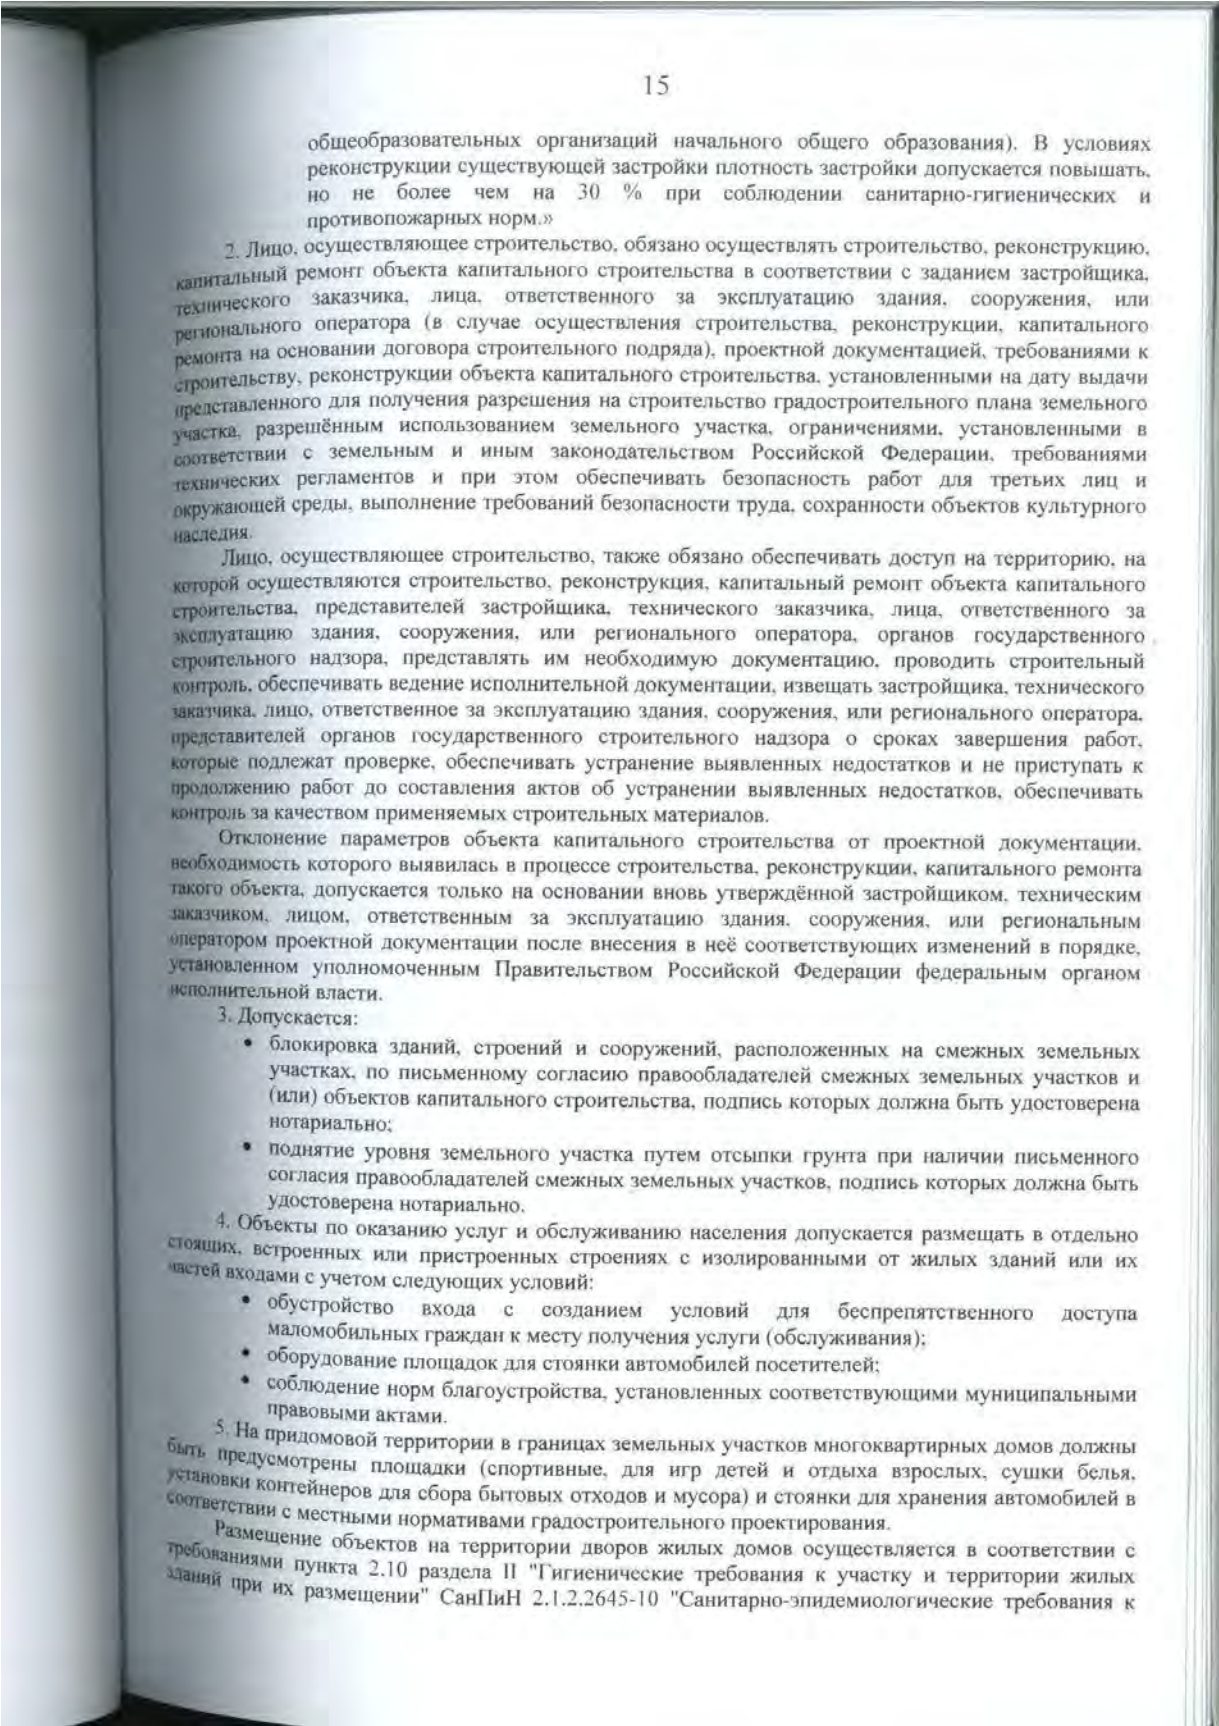 15
общеобразовательных организаций начального общего образования). В условиях
реконструкции существующей застройки плотность застройки допускается повышать,
но не более чем на 30 % при соблюдении санитарно-гигиенических и
противопожарных норм.»
2. Лицо, осуществляющее строительство, обязано осуществлять строительство, реконструкцию,
капитальный ремонт объекта капитального строительства в соответствии с заданием застройщика,
технического заказчика, лица, ответственного за эксплуатацию здания, сооружения, или
регионального оператора (в случае осуществления строительства, реконструкции, капитального
ремонта на основании договора строительного подряда), проектной документацией, требованиями к
строительству, реконструкции объекта капитального строительства, установленными на дату выдачи
представленного для получения разрешения на строительство градостроительного плана земельного
участка, разрешённым использованием земельного участка, ограничениями, установленными в
соответствии с земельным и иным законодательством Российской Федерации, требованиями
технических регламентов и при этом обеспечивать безопасность работ для третьих лиц и
окружающей среды, выполнение требований безопасности труда, сохранности объектов культурного
наследия.
Лицо, осуществляющее строительство, также обязано обеспечивать доступ на территорию, на
которой осуществляются строительство, реконструкция, капитальный ремонт объекта капитального
строительства, представителей застройщика, технического заказчика, лица, ответственного за
эксплуатацию здания, сооружения, или регионального оператора, органов государственного
строительного надзора, представлять им необходимую документацию, проводить строительный
контроль, обеспечивать ведение исполнительной документации, извещать застройщика, технического
заказчика, лицо, ответственное за эксплуатацию здания, сооружения, или регионального оператора,
представителей органов государственного строительного надзора о сроках завершения работ,
которые подлежат проверке, обеспечивать устранение выявленных недостатков и не приступать к
продолжению работ до составления актов об устранении выявленных недостатков, обеспечивать
контроль за качеством применяемых строительных материалов.
Отклонение параметров объекта капитального строительства от проектной документации,
необходимость которого выявилась в процессе строительства, реконструкции, капитального ремонта
такого объекта, допускается только на основании вновь утверждённой застройщиком, техническим
заказчиком, лицом, ответственным за эксплуатацию здания, сооружения, или региональным
оператором проектной документации после внесения в неё соответствующих изменений в порядке,
установленном уполномоченным Правительством Российской Федерации федеральным органом
исполнительной власти.
3. Допускается:
• блокировка зданий, строений и сооружений, расположенных на смежных земельных
участках, по письменному согласию правообладателей смежных земельных участков и
(или) объектов капитального строительства, подпись которых должна быть удостоверена
нотариально;
• поднятие уровня земельного участка путем отсыпки грунта при наличии письменного
согласия правообладателей смежных земельных участков, подпись которых должна быть
удостоверена нотариально.
4. Объекты по оказанию услуг и обслуживанию населения допускается размещать в отдельно
стоящих, встроенных или пристроенных строениях с изолированными от жилых зданий или их
частей входами с учетом следующих условий:
• обустройство входа с созданием условий для беспрепятственного доступа
маломобильных граждан к месту получения услуги (обслуживания);
• оборудование площадок для стоянки автомобилей посетителей;
• соблюдение норм благоустройства, установленных соответствующими муниципальными
правовыми актами.
5. На придомовой территории в границах земельных участков многоквартирных домов должны
быть предусмотрены площадки (спортивные, для игр детей и отдыха взрослых, сушки белья,
установки контейнеров для сбора бытовых отходов и мусора) и стоянки для хранения автомобилей в
соответствии с местными нормативами градостроительного проектирования.
Размещение объектов на территории дворов жилых домов осуществляется в соответствии с
требованиями пункта 2.10 раздела II "Гигиенические требования к участку и территории жилых
зданий при их размещении" СанПиН 2.1.2.2645-10 "Санитарно-эпидемиологические требования к